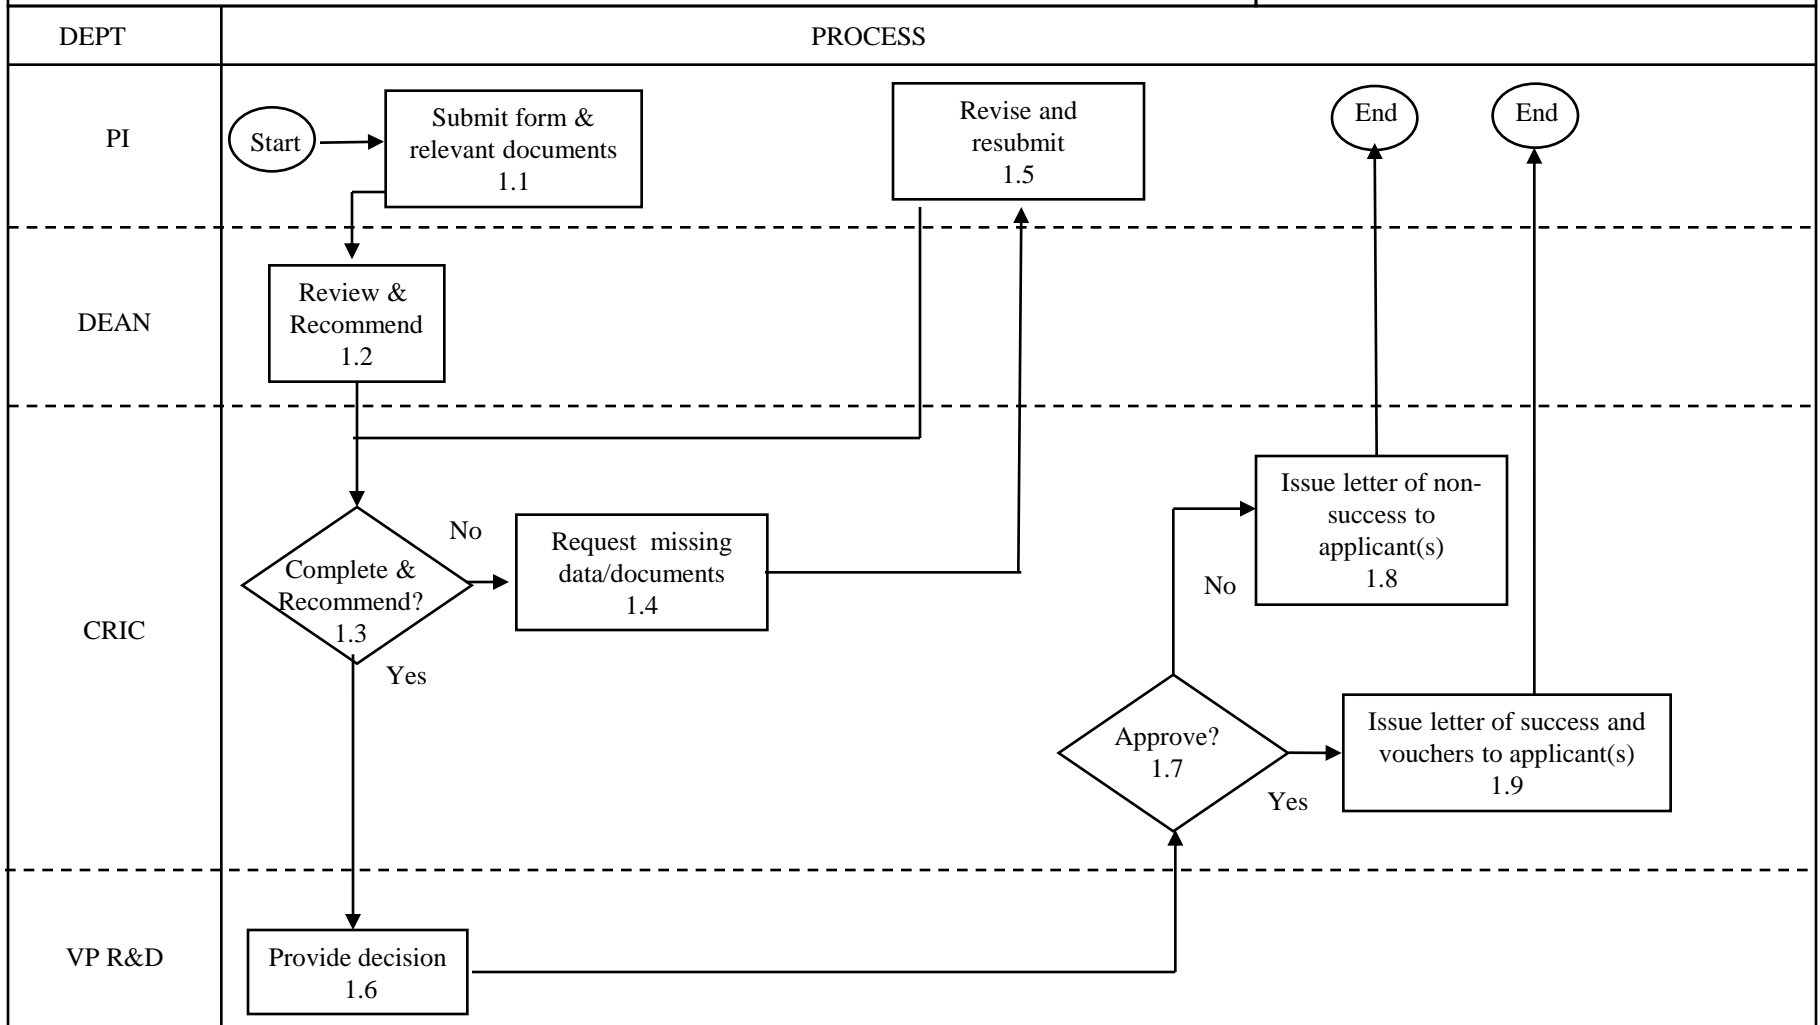 DEPT
PROCESS
PI
Start
Submit form &
relevant documents
1.1
Revise and
resubmit
1.5
End
End
DEAN
Review &
Recommend
1.2
CRIC
Complete &
Recommend?
1.3
No
Yes
Request  missing
data/documents
1.4
Issue letter of non-
success to
applicant(s)
1.8
No
Approve?
1.7
Yes
Issue letter of success and
vouchers to applicant(s)
1.9
VP R&D
Provide decision
1.6